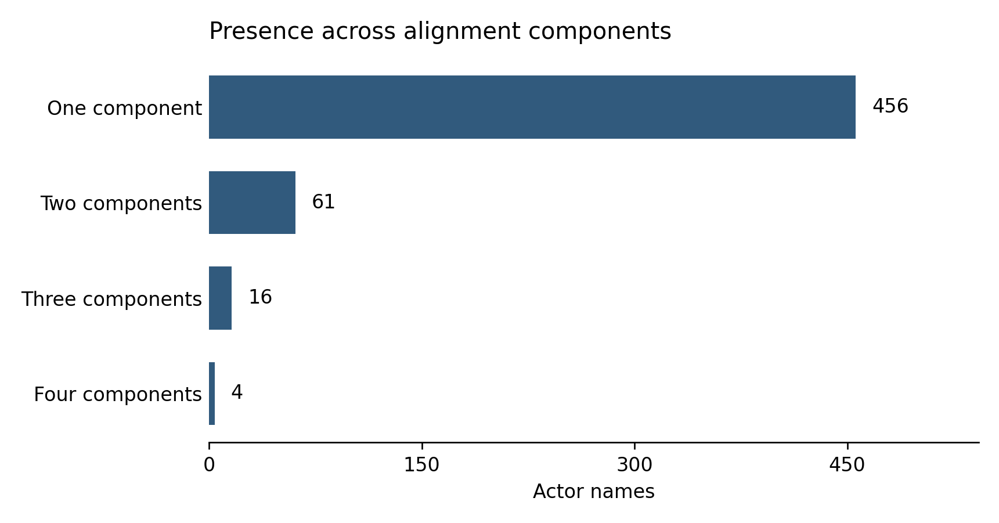 Presence across alignment components
One component 456
Two components 61
Three components 16
Four components 4
0 150 300 450
Actor names